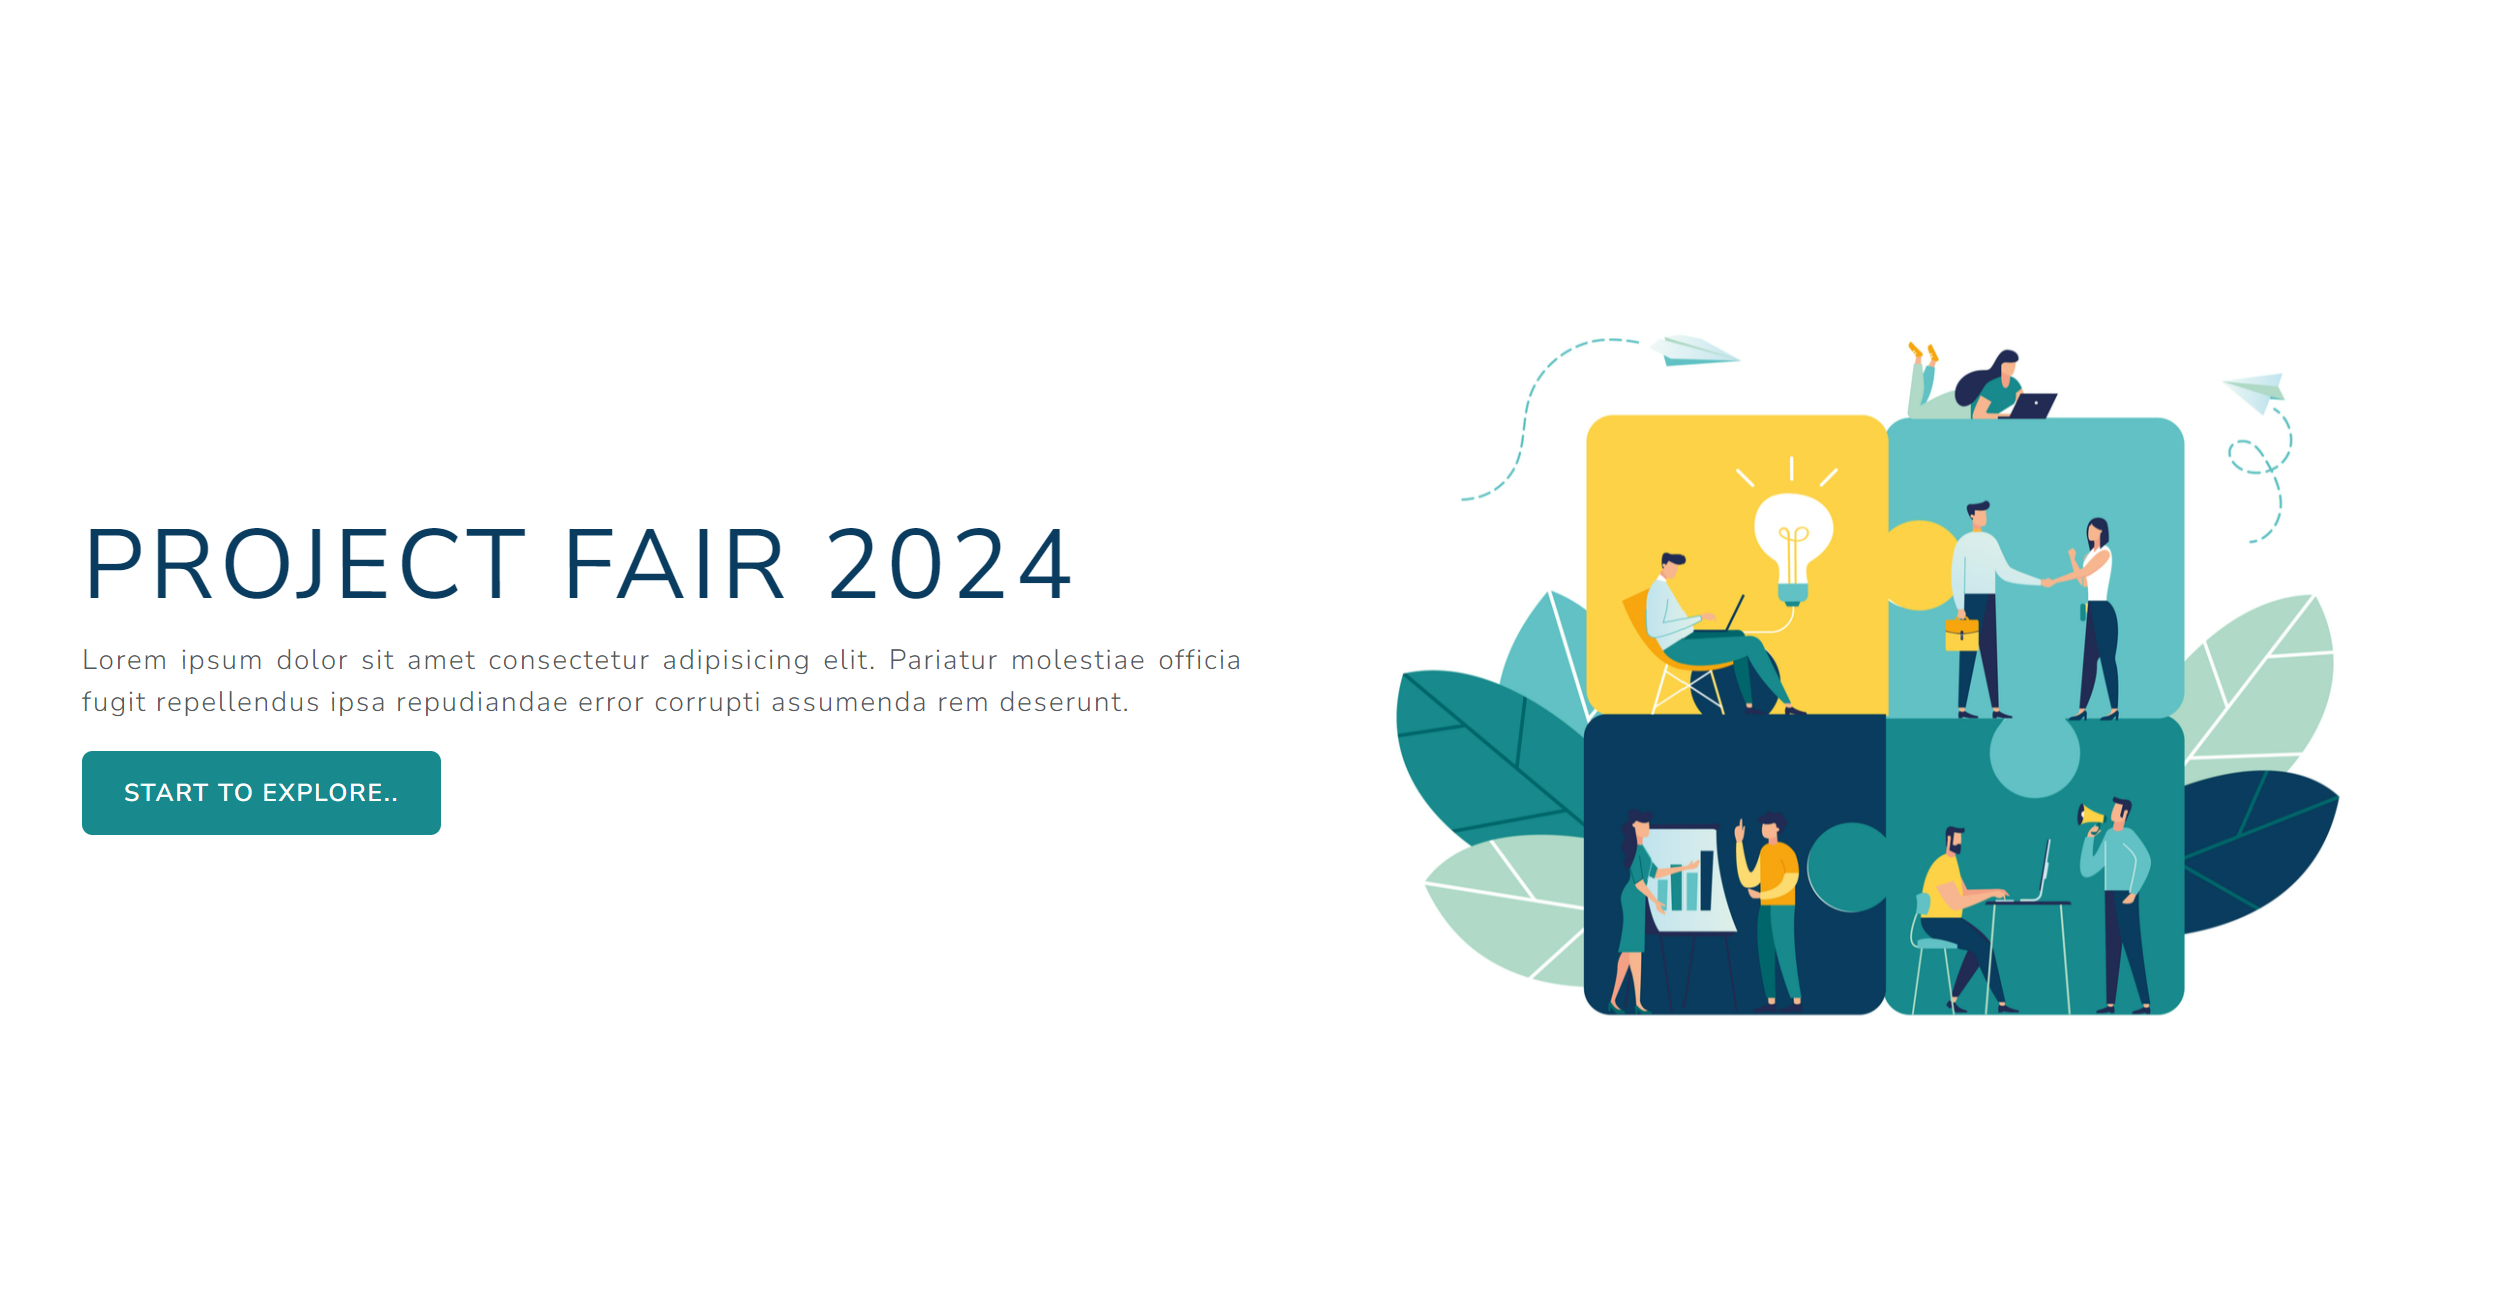 PROJECT FAIR 2024
Lorem ipsum dolor sit amet consectetur adipisicing elit. Pariatur molestiae officia
fugit repellendus ipsa repudiandae error corrupti assumenda rem deserunt.
START TO EXPLORE..